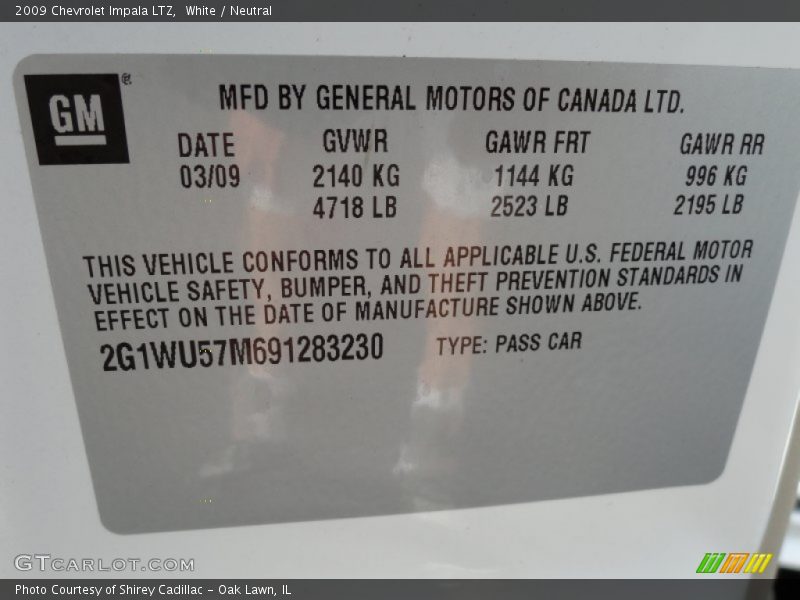 2009 Chevrolet Impala LTZ, White / Neutral
GM®
MFD BY GENERAL MOTORS OF CANADA LTD.
DATE GVWR GAWR FRT GAWR RR
03/09 2140 KG 1144 KG 996 KG
4718 LB 2523 LB 2195 LB
THIS VEHICLE CONFORMS TO ALL APPLICABLE U.S. FEDERAL MOTOR
VEHICLE SAFETY, BUMPER, AND THEFT PREVENTION STANDARDS IN
EFFECT ON THE DATE OF MANUFACTURE SHOWN ABOVE.
2G1WU57M691283230 TYPE: PASS CAR
GTCARLOT.COM
Photo Courtesy of Shirey Cadillac - Oak Lawn, IL